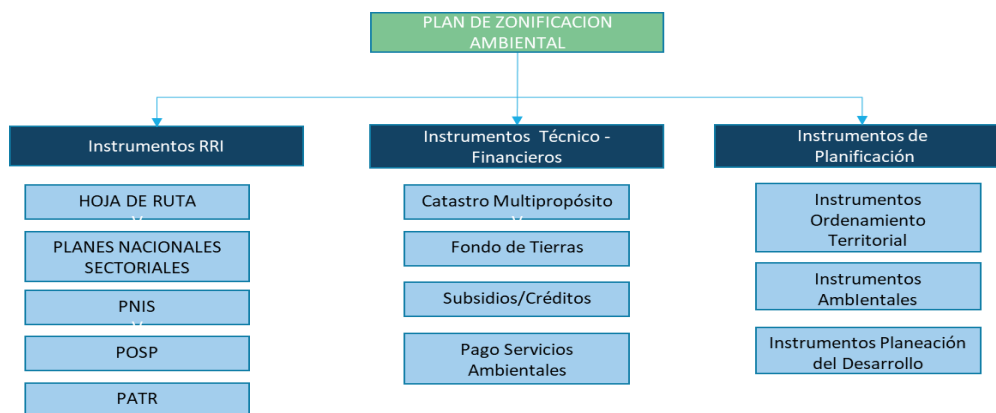 PLAN DE ZONIFICACION
AMBIENTAL
Instrumentos RRI
HOJA DE RUTA
PLANES NACIONALES
SECTORIALES
PNIS
POSP
PATR
Instrumentos Técnico -
Financieros
Catastro Multipropósito
Fondo de Tierras
Subsidios/Créditos
Pago Servicios
Ambientales
Instrumentos de
Planificación
Instrumentos
Ordenamiento
Territorial
Instrumentos
Ambientales
Instrumentos Planeación
del Desarrollo